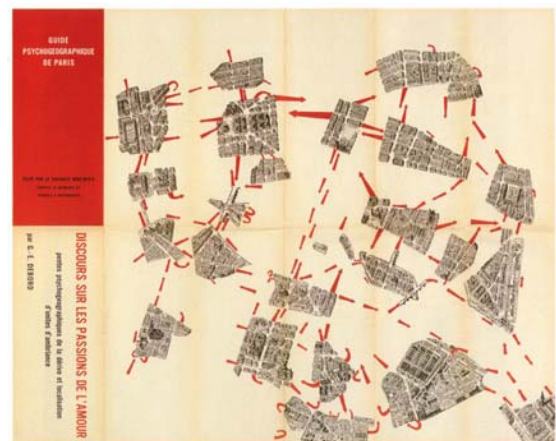 GUIDE
PSYCHOGEOGRAPHIQUE
DE PARIS
DISCOURS SUR LES PASSIONS DE L'AMOUR
pentes psychogeographiques de la dérive et localisation
d'unités d'ambiance
par G.-E. DEBORD